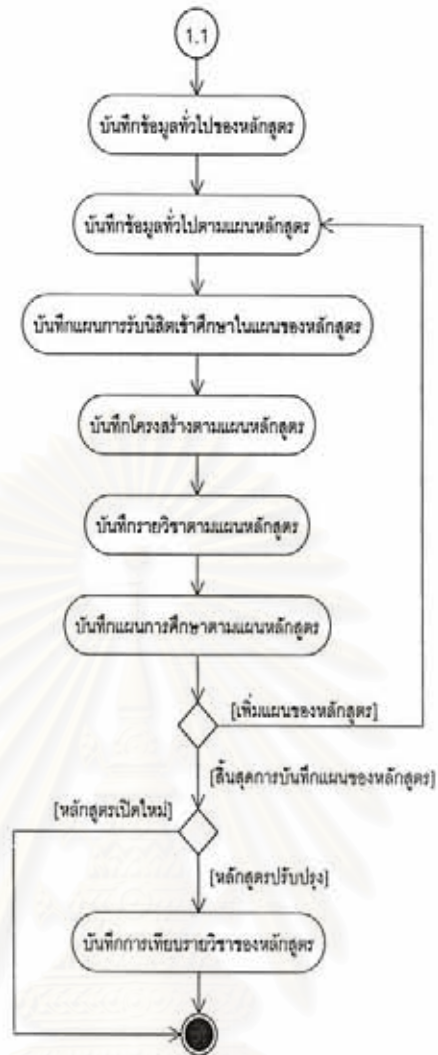 1.1
บันทึกข้อมูลทั่วไปของหลักสูตร
บันทึกข้อมูลทั่วไปตามแผนหลักสูตร
บันทึกแผนการรับนิสิตเข้าศึกษาในแผนของหลักสูตร
บันทึกโครงสร้างตามแผนหลักสูตร
บันทึกรายวิชาตามแผนหลักสูตร
บันทึกแผนการศึกษาตามแผนหลักสูตร
[เพิ่มแผนของหลักสูตร]
[สิ้นสุดการบันทึกแผนของหลักสูตร]
[หลักสูตรเปิดใหม่]
[หลักสูตรปรับปรุง]
บันทึกการเทียบรายวิชาของหลักสูตร